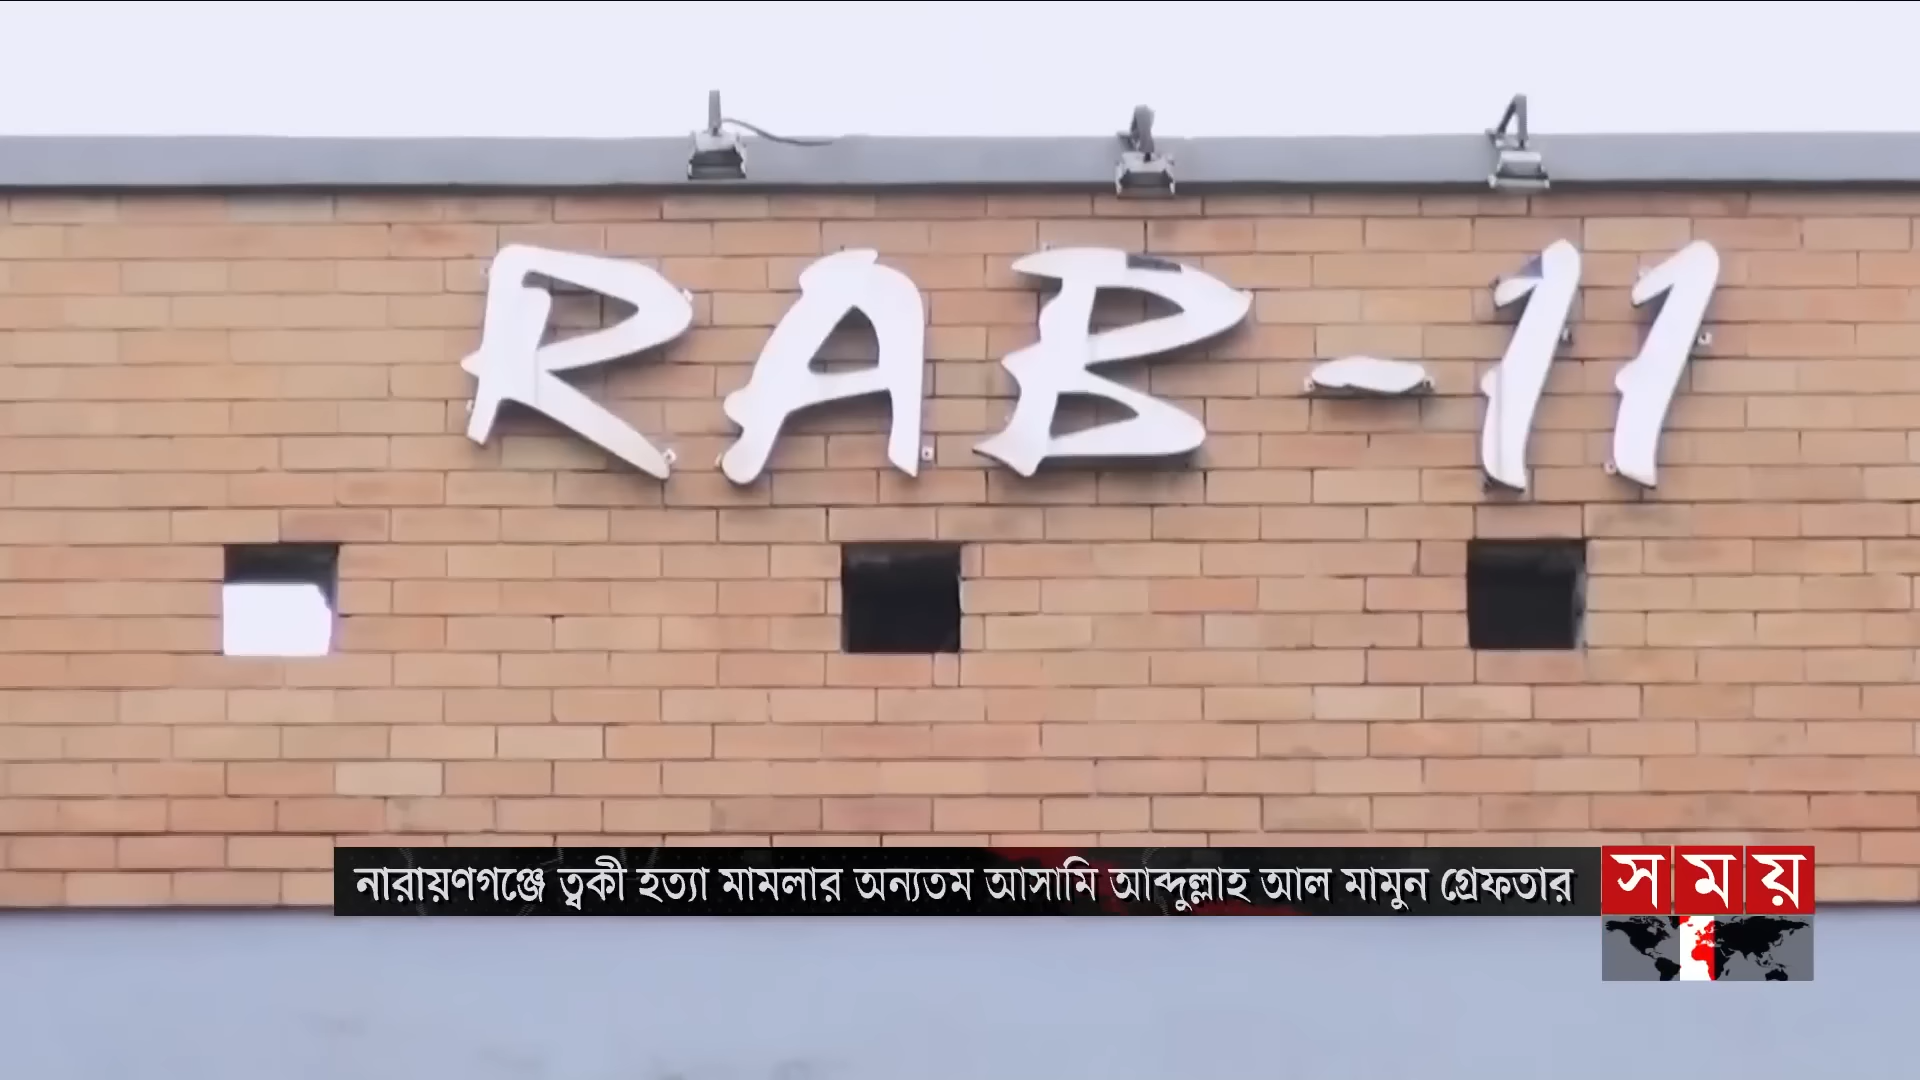 RAB-11
নারায়ণগঞ্জে ত্বকী হত্যা মামলার অন্যতম আসামি আব্দুল্লাহ আল মামুন গ্রেফতার
সময়